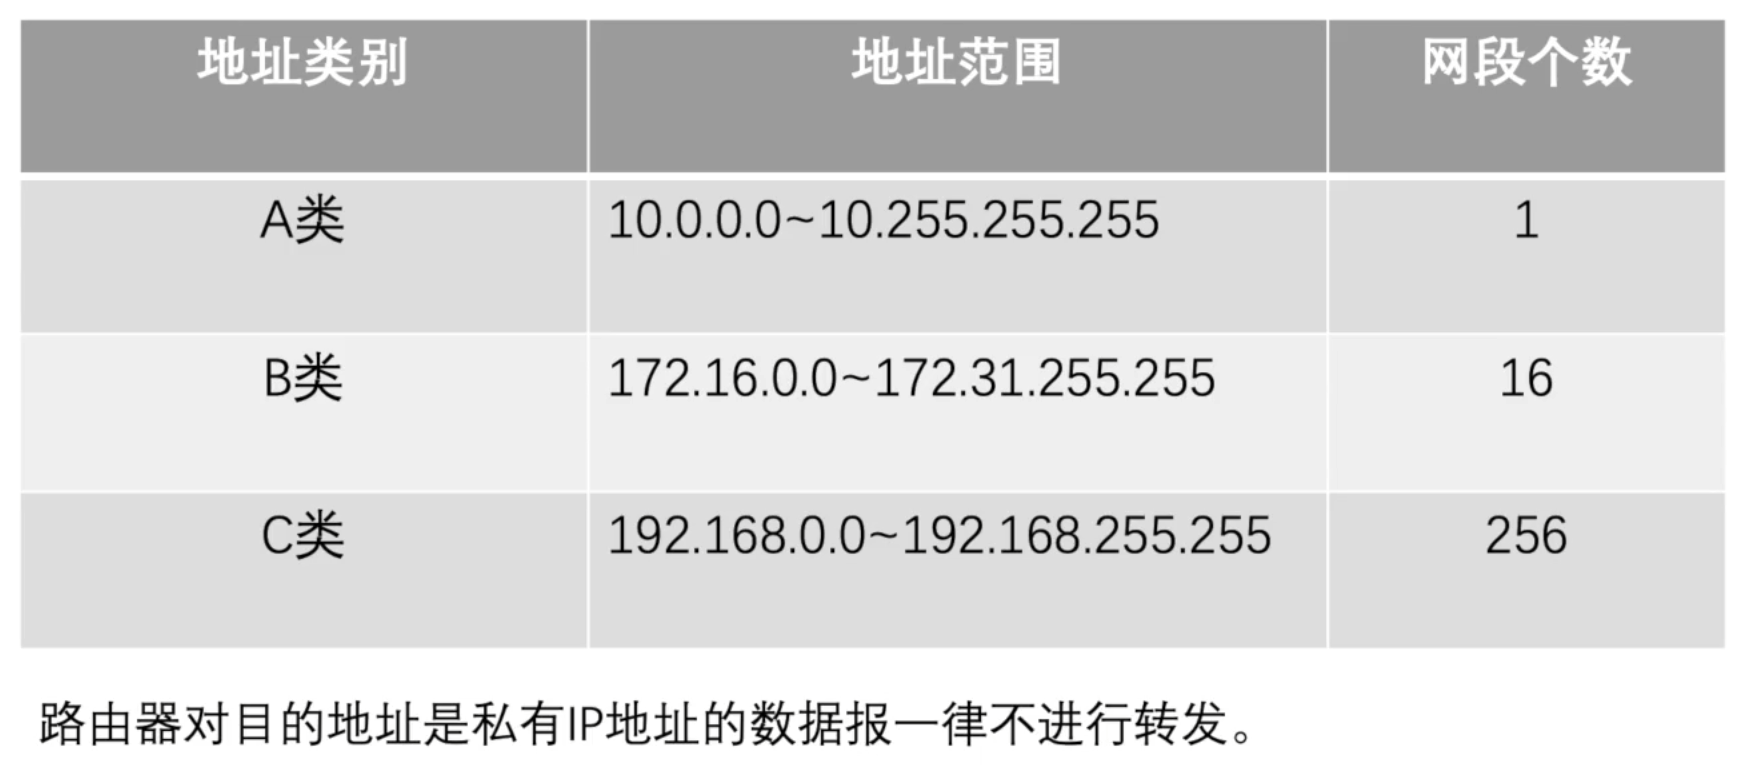 地址类别 地址范围 网段个数
A类 10.0.0.0~10.255.255.255 1
B类 172.16.0.0~172.31.255.255 16
C类 192.168.0.0~192.168.255.255 256
路由器对目的地址是私有IP地址的数据报一律不进行转发。